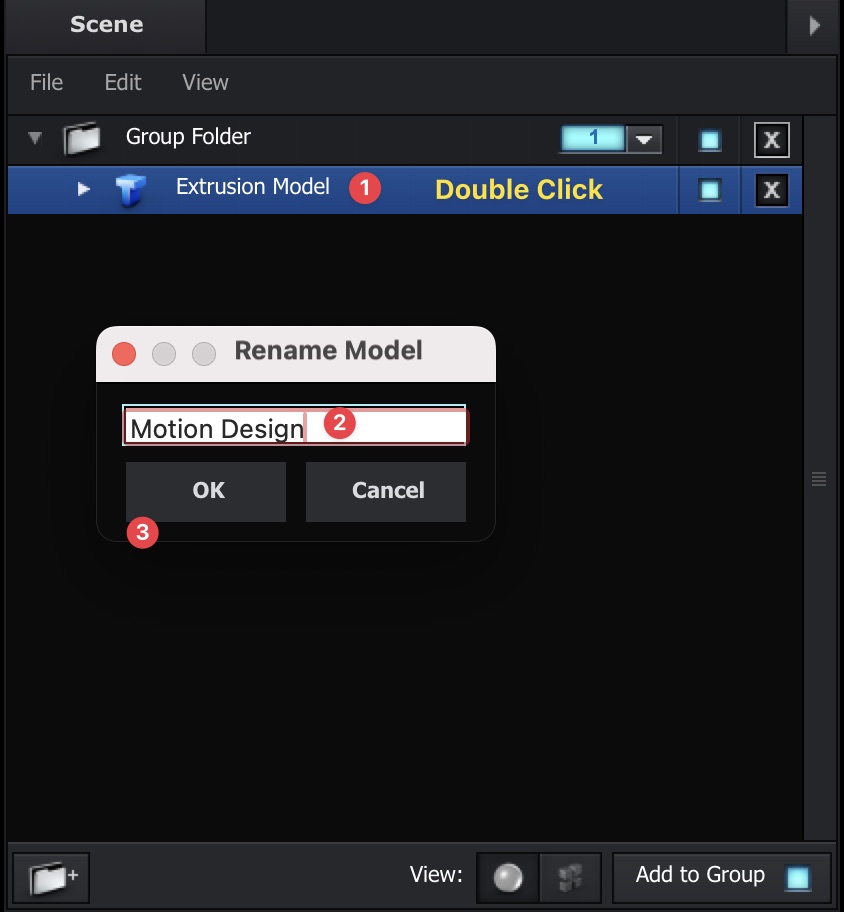 Scene
File Edit View
Group Folder 1 X
Extrusion Model 1 Double Click X
Rename Model
Motion Design 2
OK Cancel
3
View: Add to Group